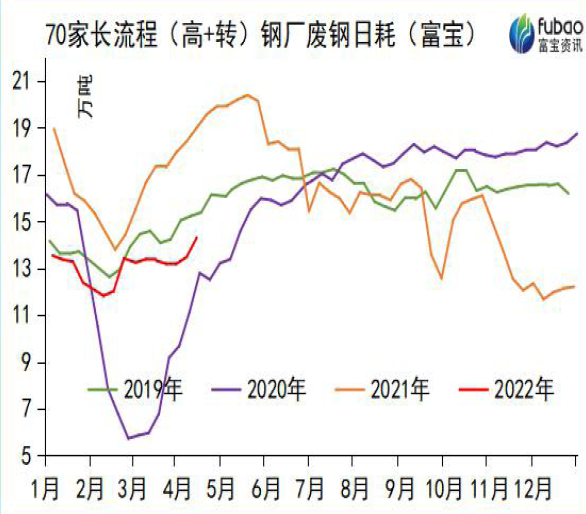 70家长流程（高+转）钢厂废钢日耗（富宝）
fubao
富宝资讯
万吨
21
19
17
15
13
11
9
7
5
2019年 2020年 2021年 2022年
1月 2月 3月 4月 5月 6月 7月 8月 9月 10月 11月 12月